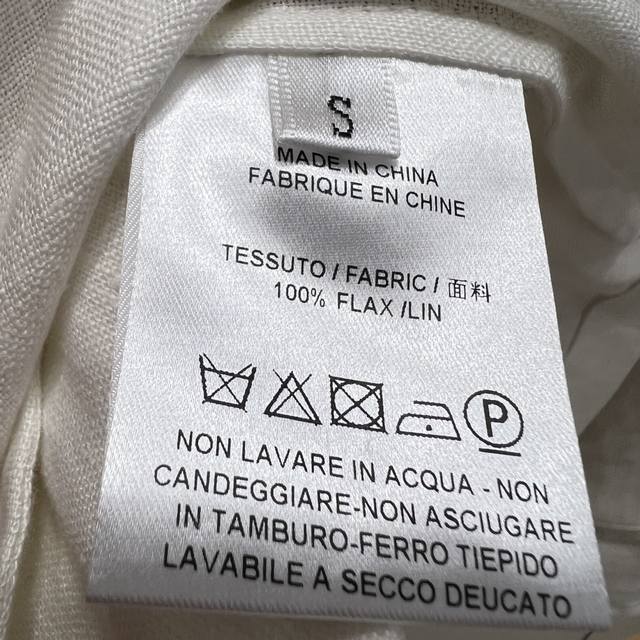 S
MADE IN CHINA
FABRIQUE EN CHINE
TESSUTO / FABRIC / 面料
100% FLAX /LIN
P
NON LAVARE IN ACQUA - NON
CANDEGGIARE-NON ASCIUGARE
IN TAMBURO-FERRO TIEPIDO
LAVABILE A SECCO DEUCATO